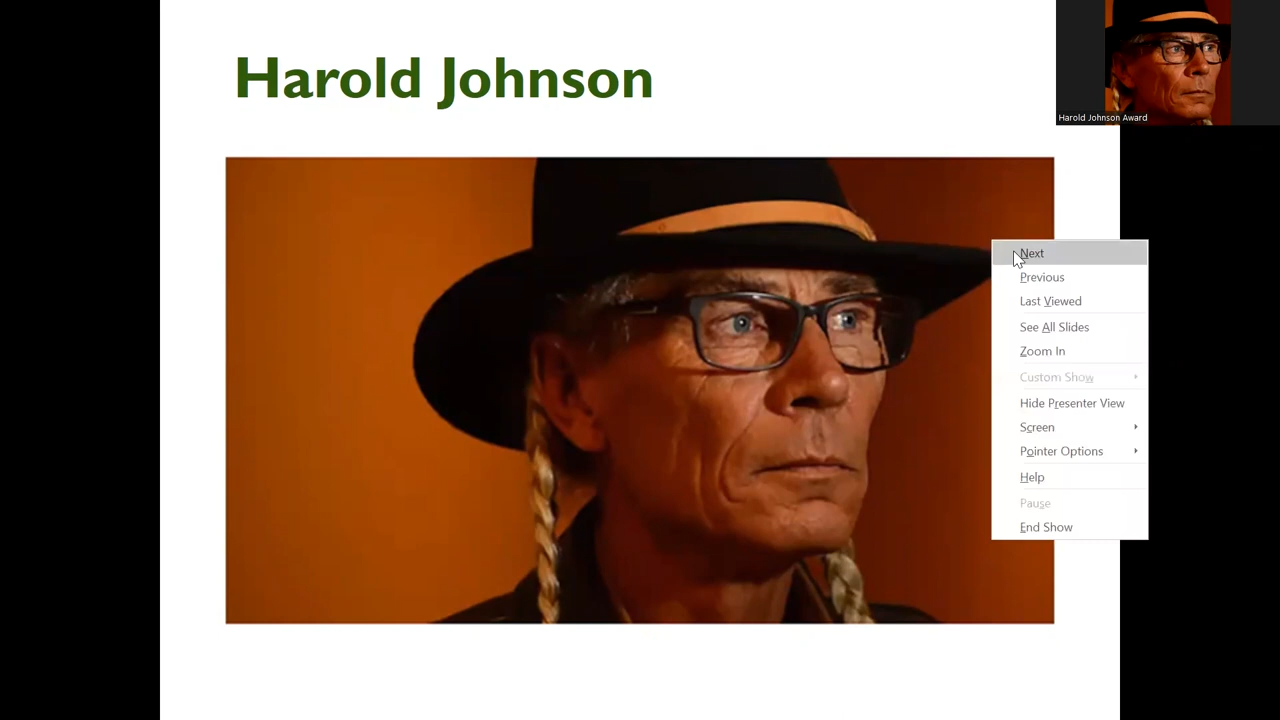 Harold Johnson
Harold Johnson Award
Next
Previous
Last Viewed
See All Slides
Zoom In
Custom Show
Hide Presenter View
Screen
Pointer Options
Help
Pause
End Show